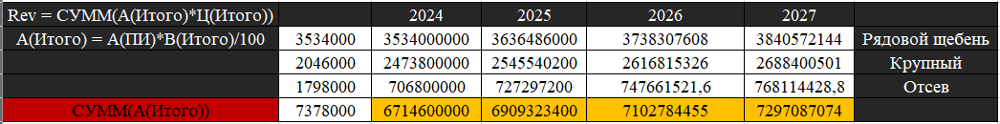 Rev = СУММ(А(Итого)*Ц(Итого)) 2024 2025 2026 2027
А(Итого) = А(ПИ)*В(Итого)/100 3534000 3534000000 3636486000 3738307608 3840572144 Рядовой щебень
2046000 2473800000 2545540200 2616815326 2688400501 Крупный
1798000 706800000 727297200 747661521,6 768114428,8 Отсев
СУММ(А(Итого)) 7378000 6714600000 6909323400 7102784455 7297087074